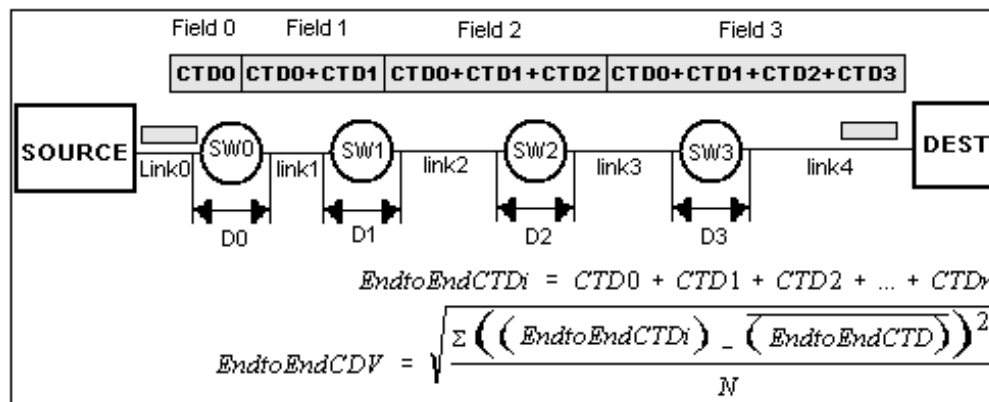 Field 0 Field 1 Field 2 Field 3
CTD0 CTD0+CTD1 CTD0+CTD1+CTD2 CTD0+CTD1+CTD2+CTD3
SOURCE SW0 SW1 SW2 SW3 DEST
Link0 link1 link2 link3 link4
D0 D1 D2 D3
EndtoEndCTDi = CTD0 + CTD1 + CTD2 + ... + CTDn
EndtoEndCDV = √ Σ((EndtoEndCTDi) - (EndtoEndCTD))2
N